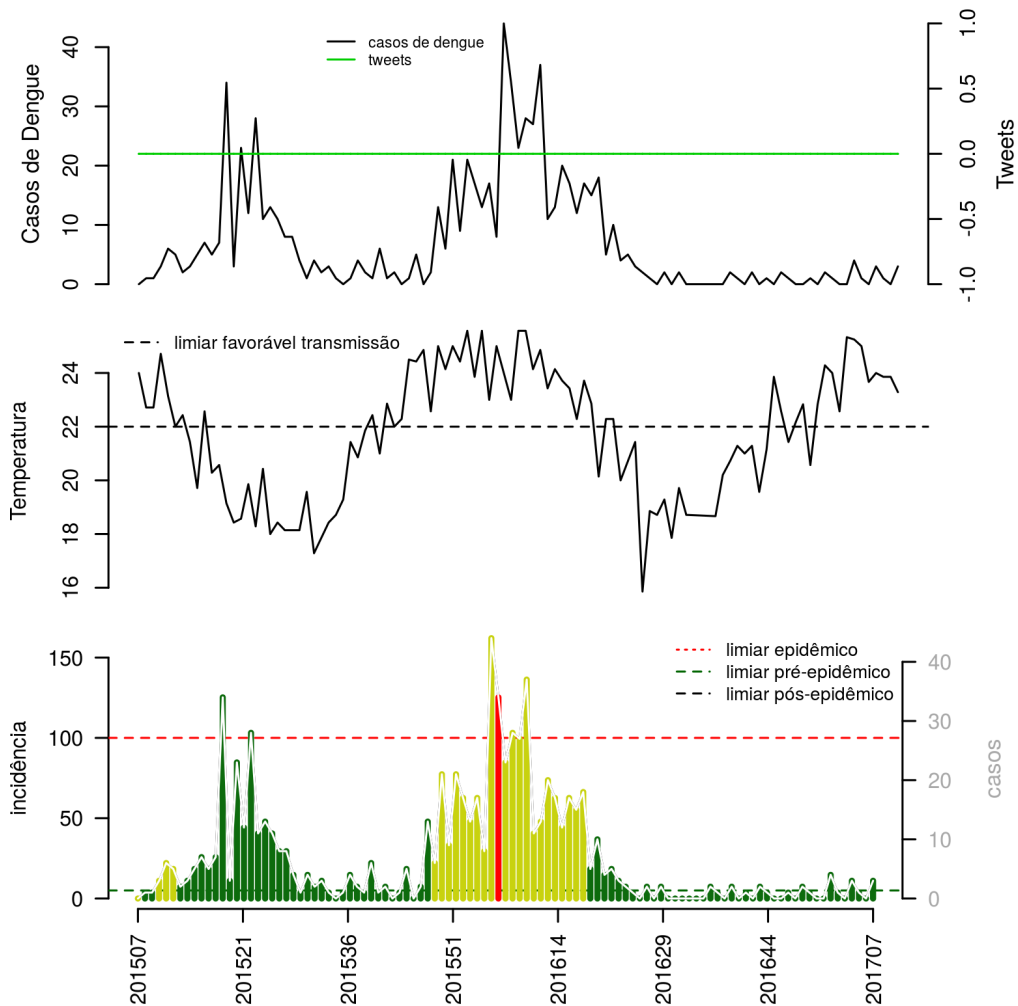 casos de dengue
tweets
Casos de Dengue
0
10
20
30
40
Tweets
-1.0
-0.5
0.0
0.5
1.0
limiar favorável transmissão
Temperatura
16
18
20
22
24
limiar epidêmico
limiar pré-epidêmico
limiar pós-epidêmico
incidência
0
50
100
150
casos
0
10
20
30
40
201507
201521
201536
201551
201614
201629
201644
201707